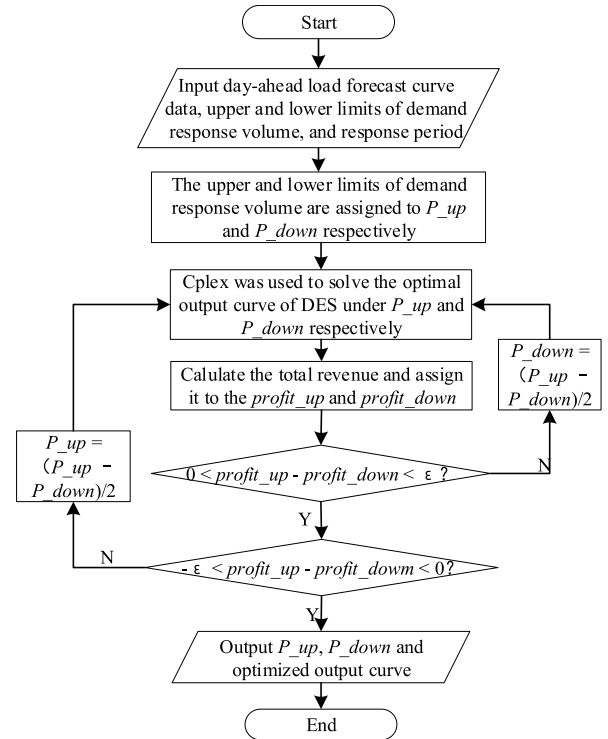 Start
Input day-ahead load forecast curve
data, upper and lower limits of demand
response volume, and response period
The upper and lower limits of demand
response volume are assigned to P_up
and P_down respectively
Cplex was used to solve the optimal
output curve of DES under P_up and
P_down respectively
P_down =
(P_up −
P_down)/2
Calulate the total revenue and assign
it to the profit_up and profit_down
P_up =
(P_up −
P_down)/2
0 < profit_up - profit_down < ε ?
N
Y
N
- ε < profit_up - profit_dowm < 0?
Y
Output P_up, P_down and
optimized output curve
End